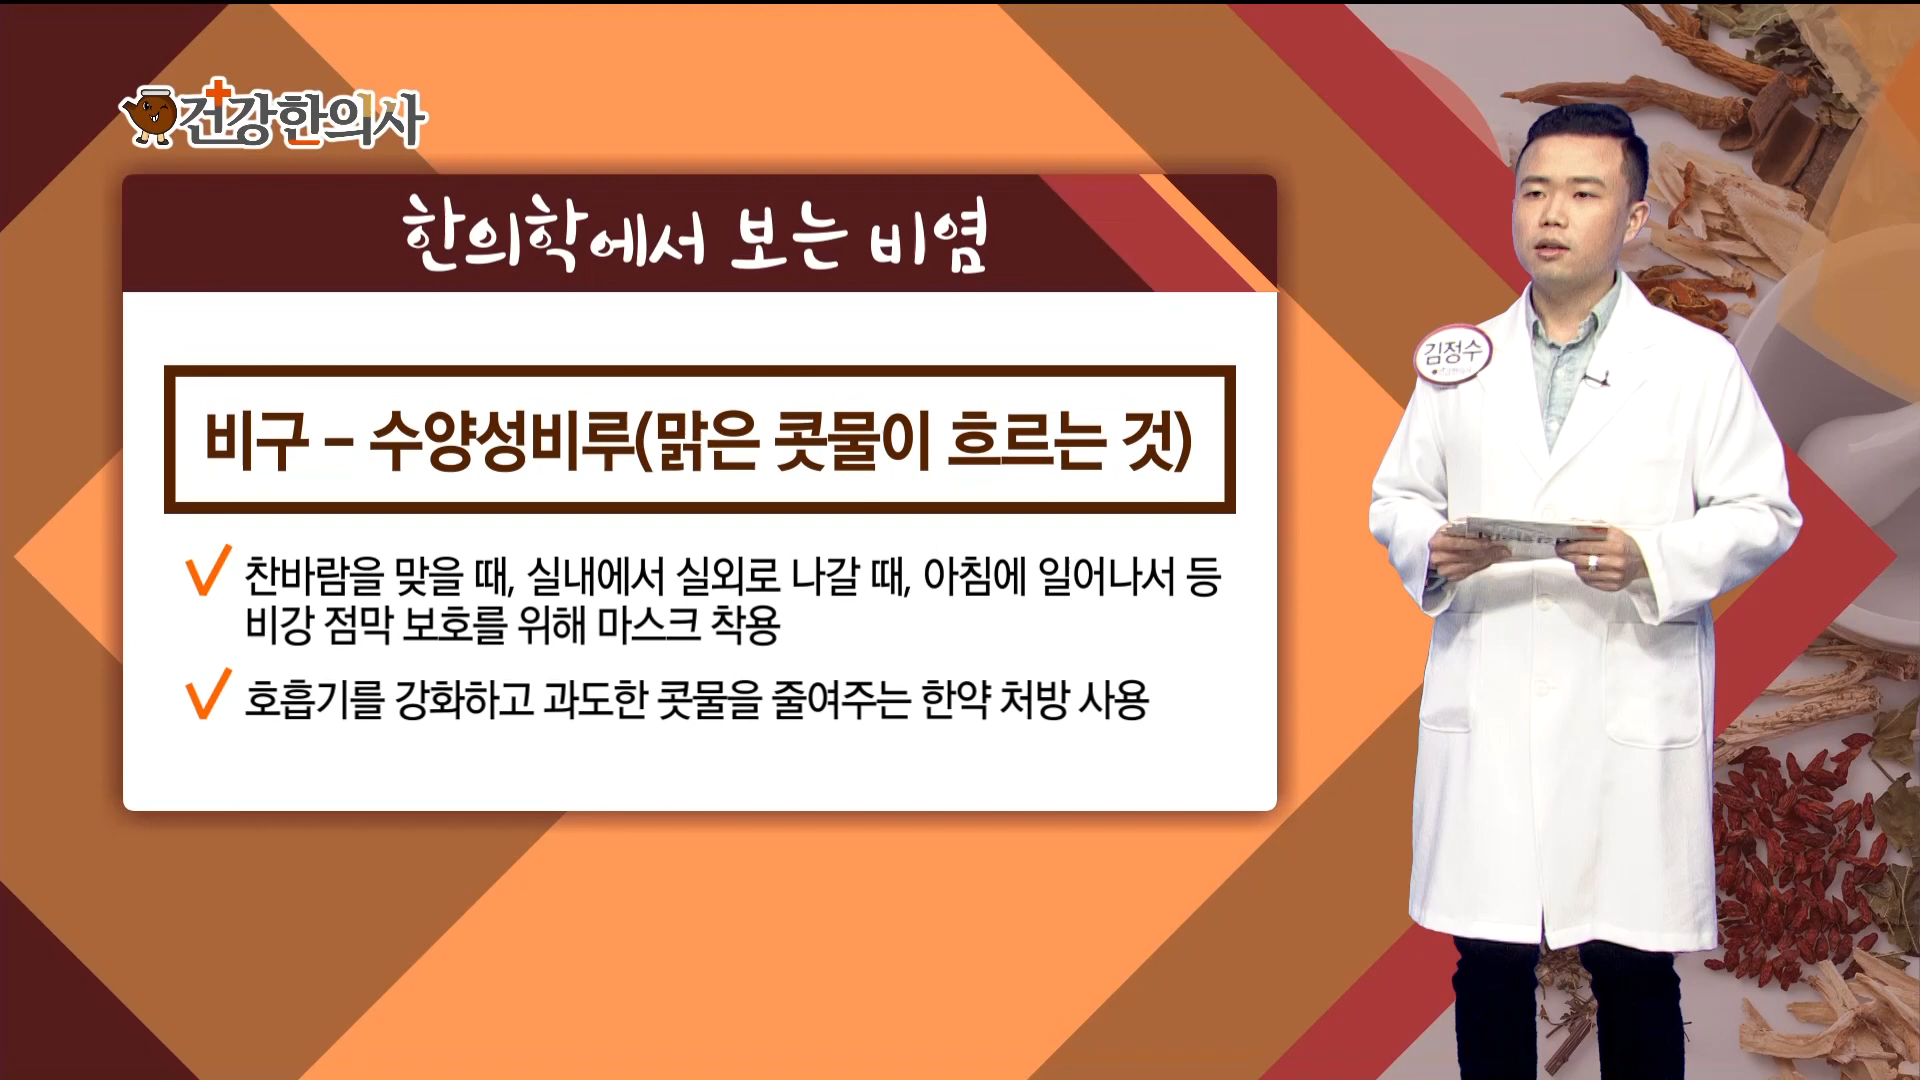 건강한의사
한의학에서 보는 비염
비구 – 수양성비루(맑은 콧물이 흐르는 것)
찬바람을 맞을 때, 실내에서 실외로 나갈 때, 아침에 일어나서 등
비강 점막 보호를 위해 마스크 착용
호흡기를 강화하고 과도한 콧물을 줄여주는 한약 처방 사용
김정수